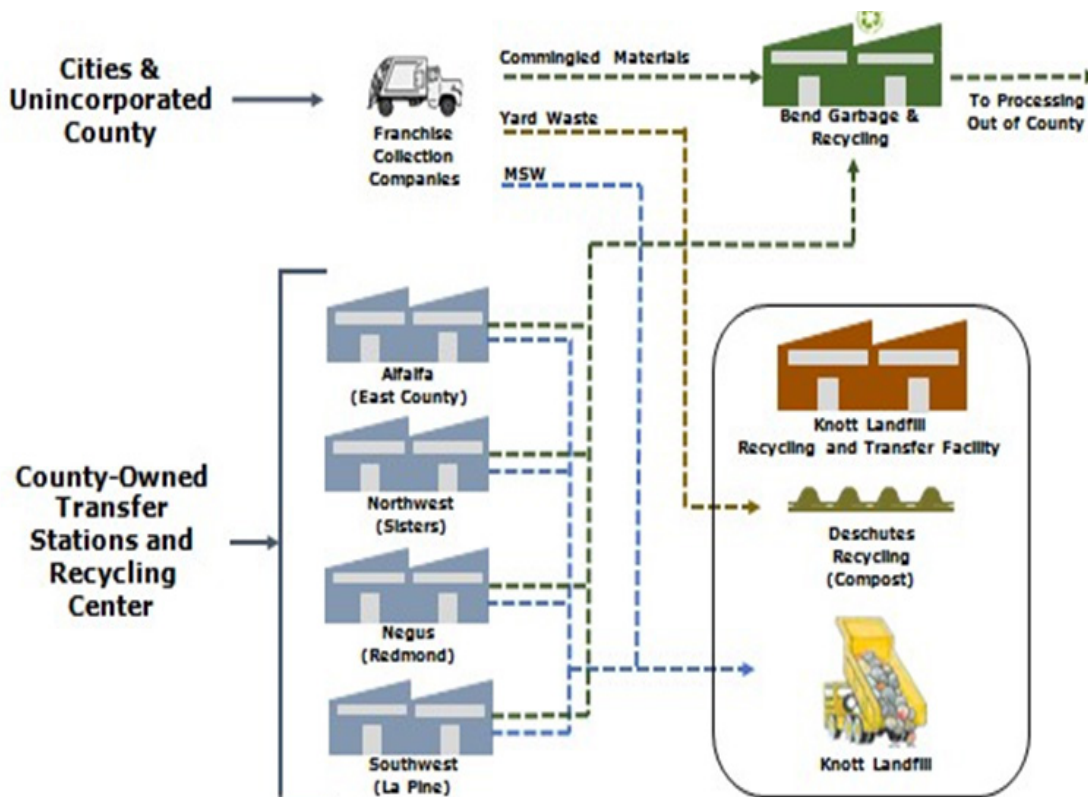 Cities &
Unincorporated
County
Franchise
Collection
Companies
Commingled Materials
Yard Waste
MSW
Bend Garbage &
Recycling
To Processing
Out of County
County-Owned
Transfer
Stations and
Recycling
Center
Alfalfa
(East County)
Northwest
(Sisters)
Negus
(Redmond)
Southwest
(La Pine)
Knott Landfill
Recycling and Transfer Facility
Deschutes
Recycling
(Compost)
Knott Landfill